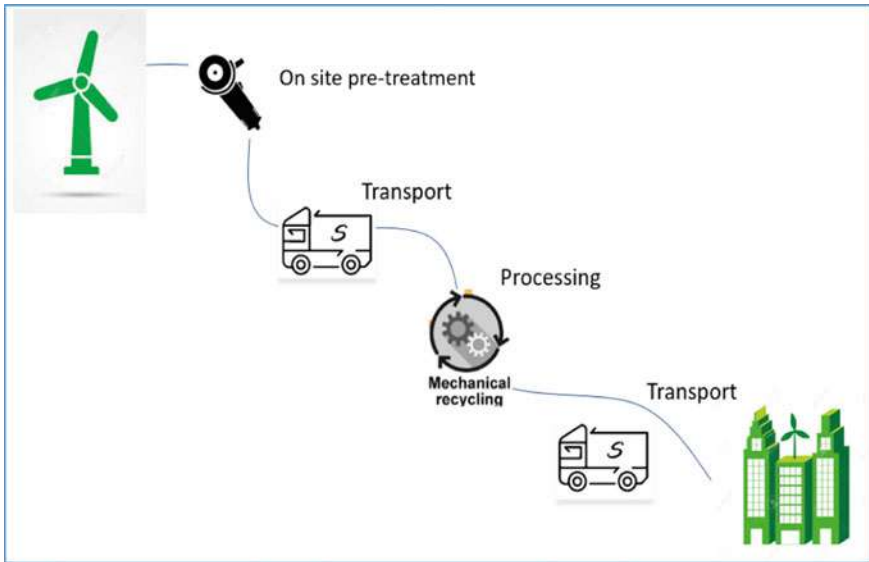 On site pre-treatment
Transport
S
Processing
Mechanical
recycling
Transport
S